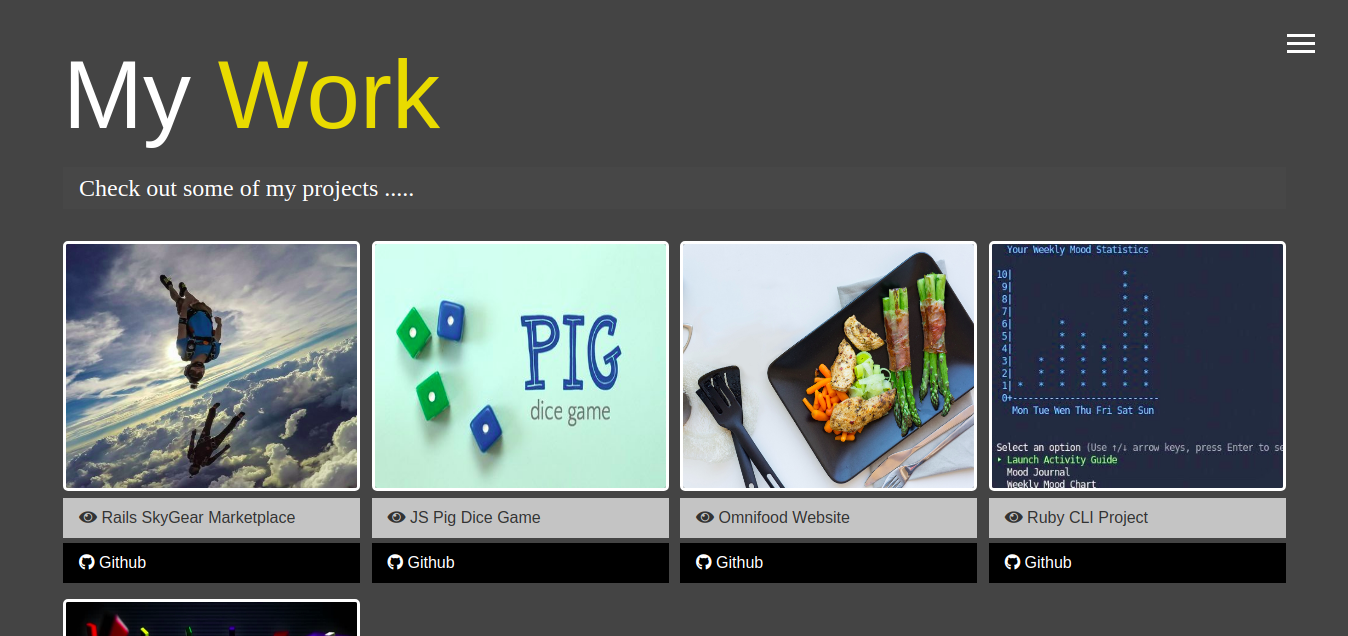 My Work
Check out some of my projects .....
PIG
dice game
Your Weekly Mood Statistics
10|
9|
8|
7|
6|
5|
4|
3|
2|
1|
0+
Mon Tue Wen Thu Fri Sat Sun
Select an option (Use ↑/↓ arrow keys, press Enter to se
‣ Launch Activity Guide
Mood Journal
Weekly Mood Chart
Rails SkyGear Marketplace
JS Pig Dice Game
Omnifood Website
Ruby CLI Project
Github
Github
Github
Github